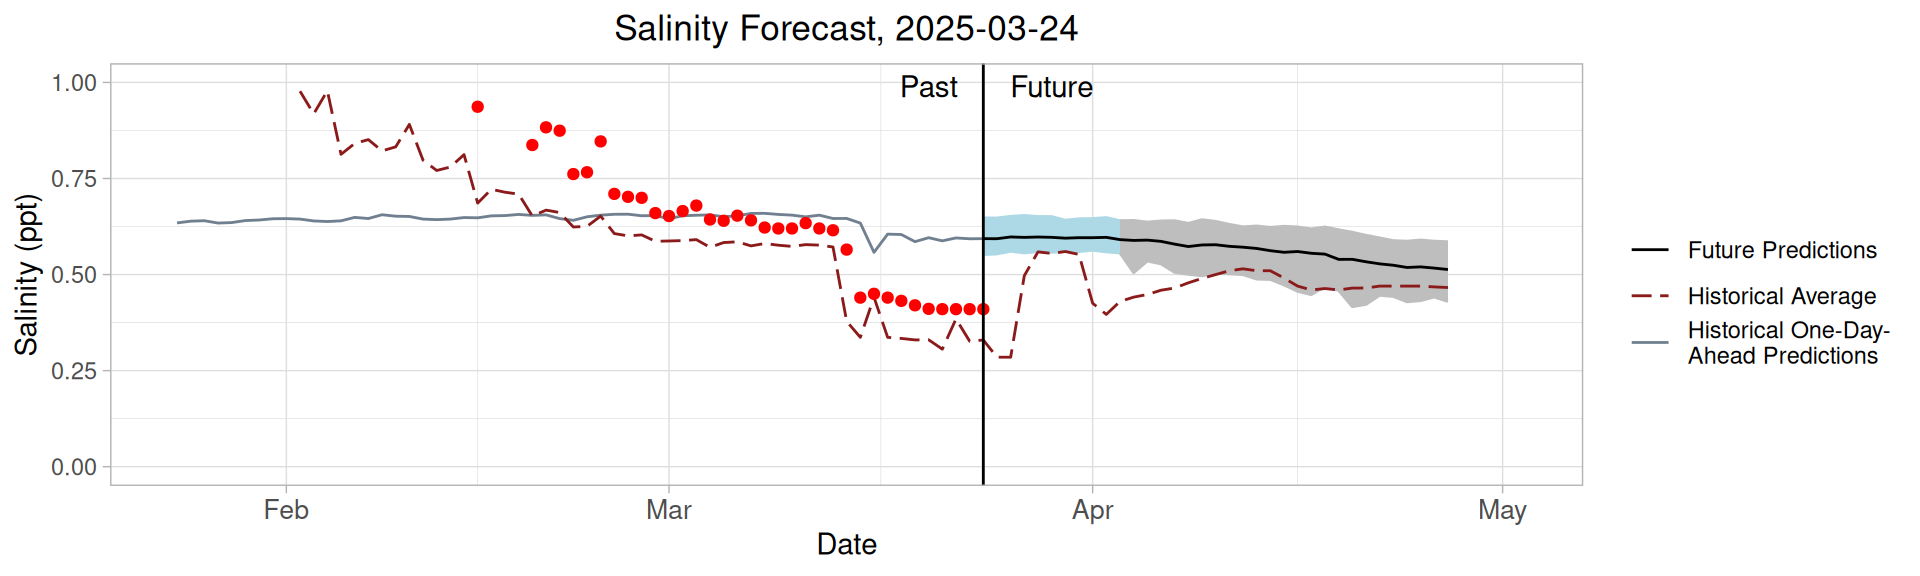 Salinity Forecast, 2025-03-24
Past
Future
1.00
0.75
0.50
0.25
0.00
Salinity (ppt)
Feb
Mar
Apr
May
Date
Future Predictions
Historical Average
Historical One-Day-
Ahead Predictions